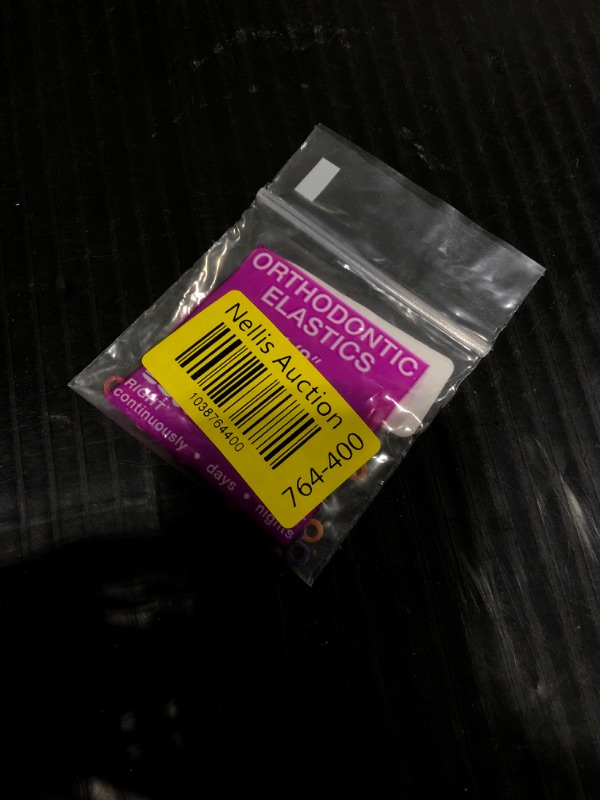 ORTHODONTIC
ELASTICS
Nellis Auction
1038764400
764-400
RIGHT
continuously • days • nights